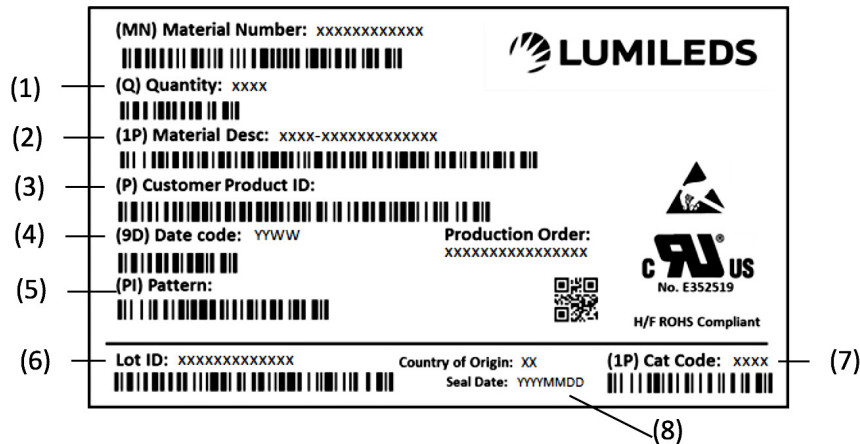 (MN) Material Number: xxxxxxxxxxxx
LUMILEDS
(1) (Q) Quantity: xxxx
(2) (1P) Material Desc: xxxx-xxxxxxxxxxxxx
(3) (P) Customer Product ID:
(4) (9D) Date code: YYWW
Production Order:
xxxxxxxxxxxxxxxx
c RU ® US
No. E352519
(5) (PI) Pattern:
H/F ROHS Compliant
(6) Lot ID: xxxxxxxxxxxxx Country of Origin: XX (1P) Cat Code: xxxx (7)
Seal Date: YYYYMMDD
(8)